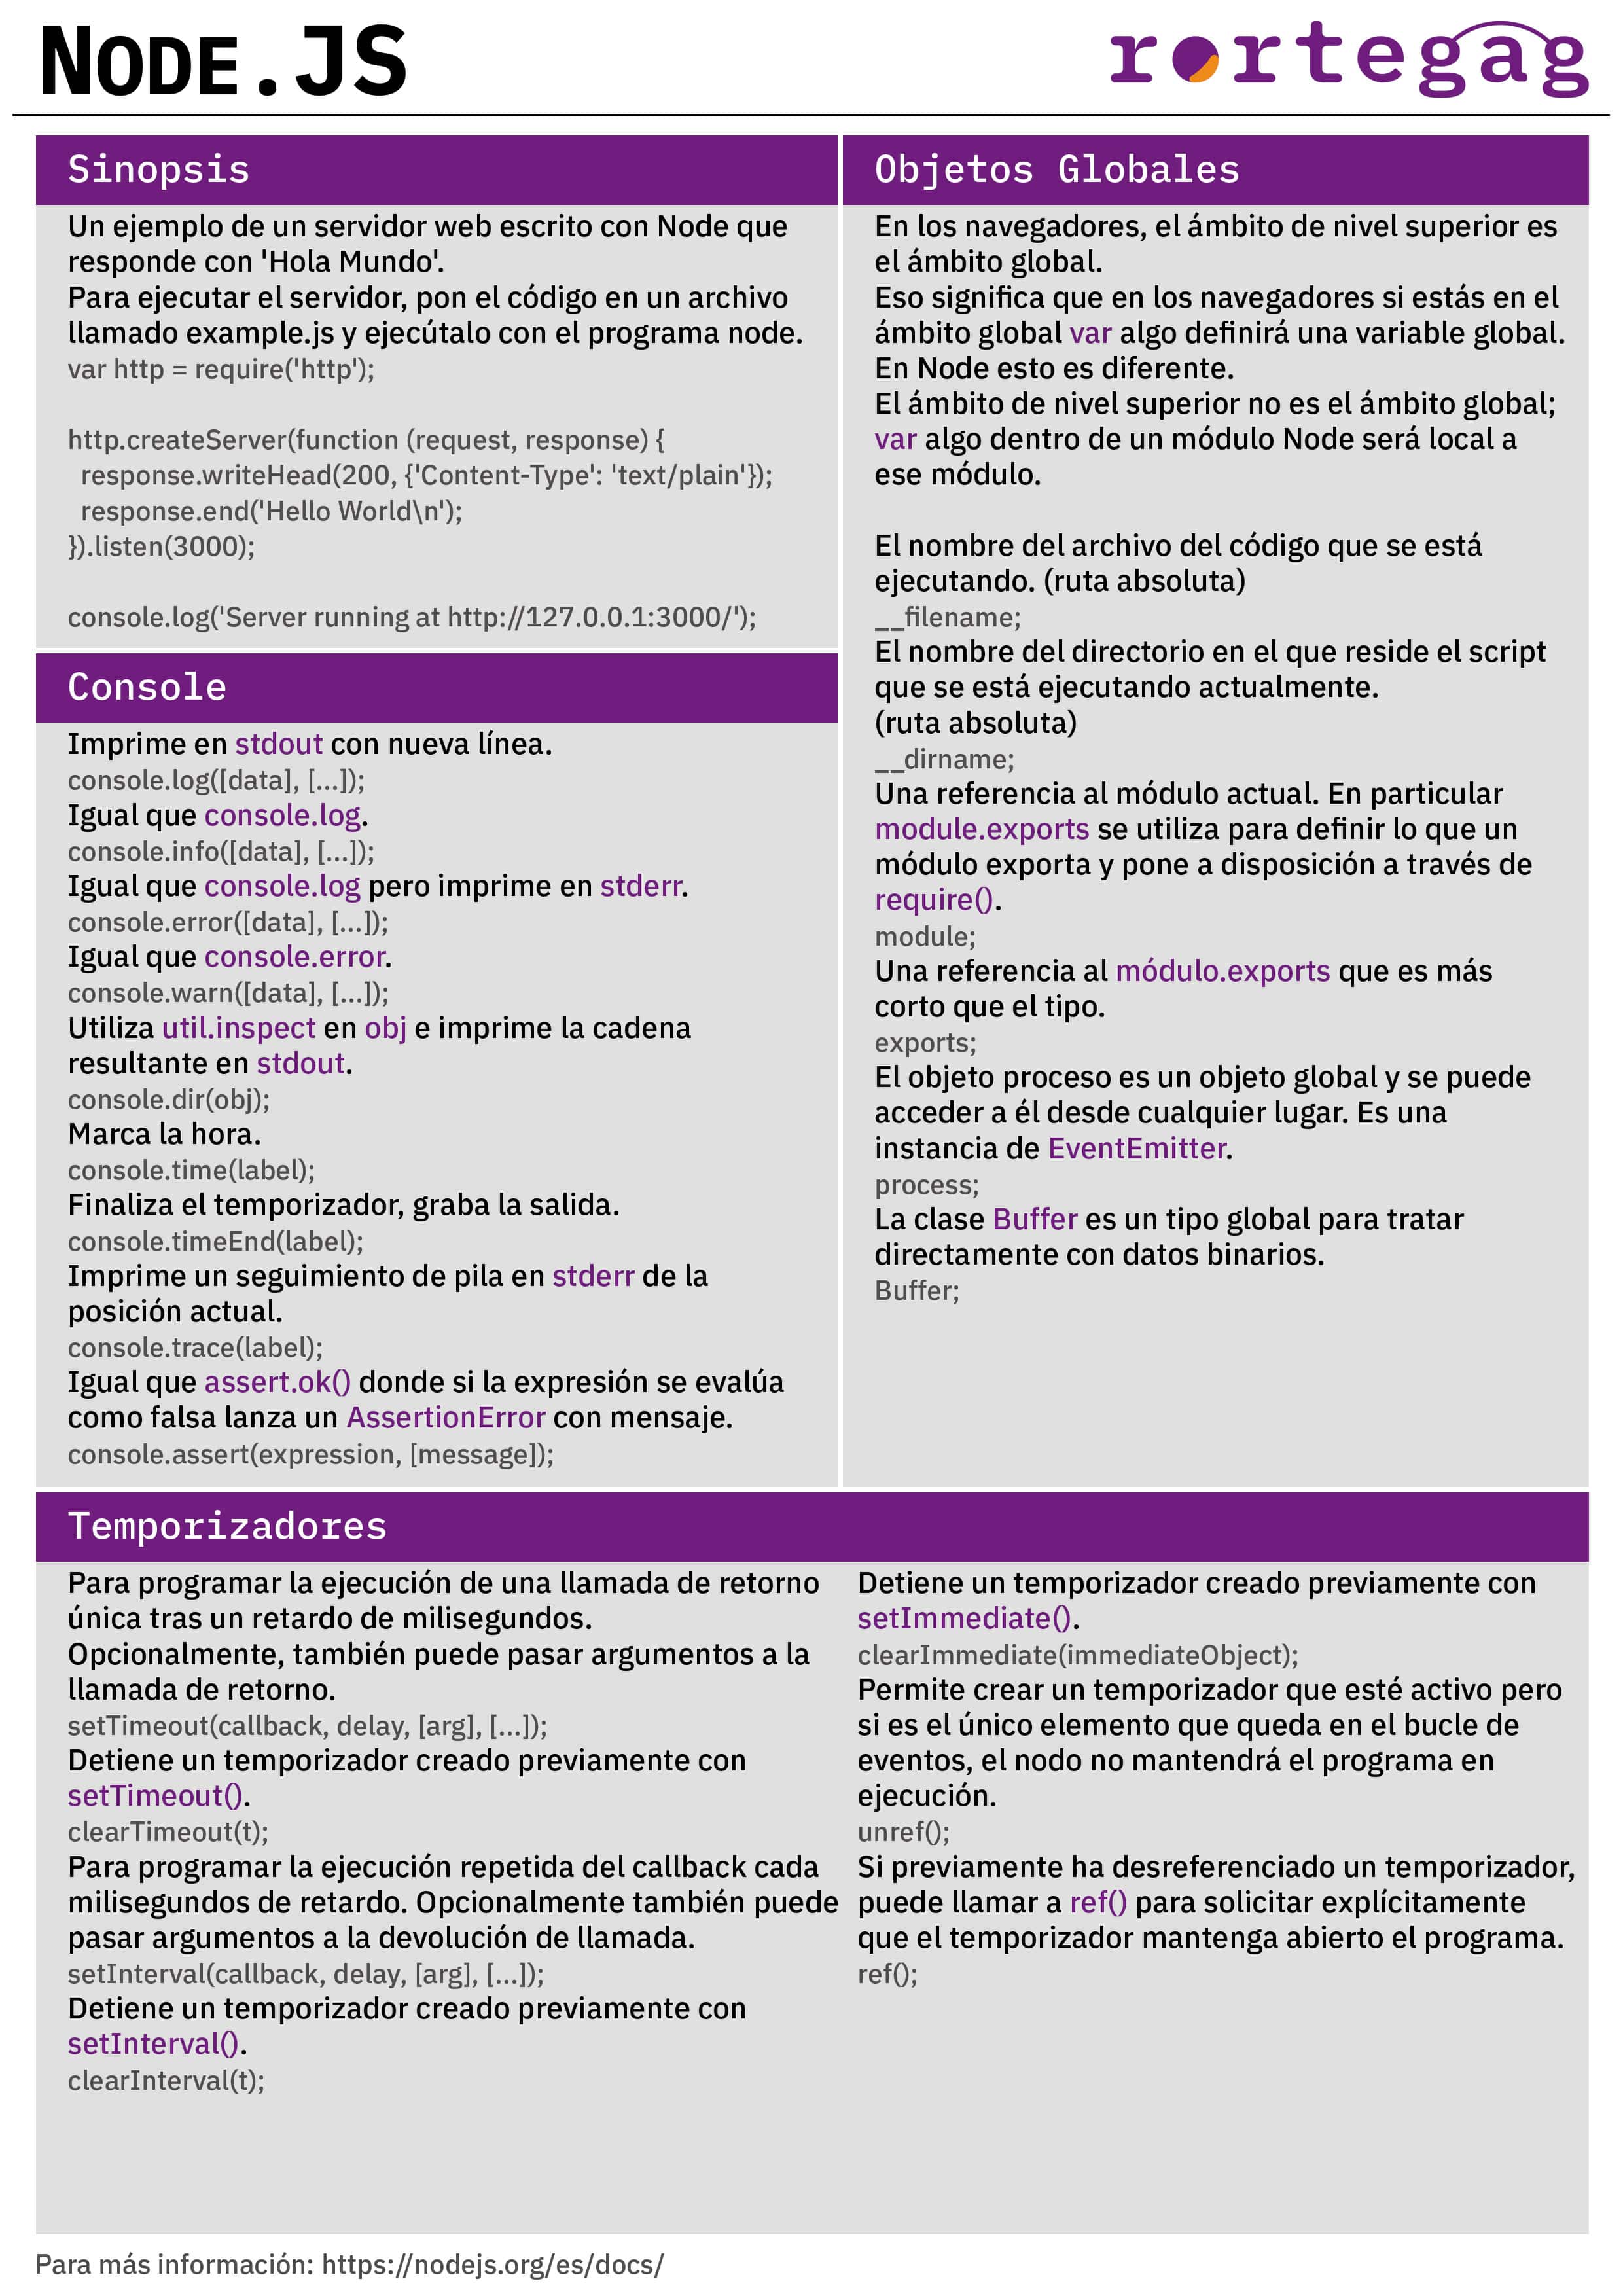 NODE.JS
rortegag
Sinopsis
Un ejemplo de un servidor web escrito con Node que
responde con 'Hola Mundo'.
Para ejecutar el servidor, pon el código en un archivo
llamado example.js y ejecútalo con el programa node.
var http = require('http');
http.createServer(function (request, response) {
  response.writeHead(200, {'Content-Type': 'text/plain'});
  response.end('Hello World\n');
}).listen(3000);
console.log('Server running at http://127.0.0.1:3000/');
Console
Imprime en stdout con nueva línea.
console.log([data], [...]);
Igual que console.log.
console.info([data], [...]);
Igual que console.log pero imprime en stderr.
console.error([data], [...]);
Igual que console.error.
console.warn([data], [...]);
Utiliza util.inspect en obj e imprime la cadena
resultante en stdout.
console.dir(obj);
Marca la hora.
console.time(label);
Finaliza el temporizador, graba la salida.
console.timeEnd(label);
Imprime un seguimiento de pila en stderr de la
posición actual.
console.trace(label);
Igual que assert.ok() donde si la expresión se evalúa
como falsa lanza un AssertionError con mensaje.
console.assert(expression, [message]);
Objetos Globales
En los navegadores, el ámbito de nivel superior es
el ámbito global.
Eso significa que en los navegadores si estás en el
ámbito global var algo definirá una variable global.
En Node esto es diferente.
El ámbito de nivel superior no es el ámbito global;
var algo dentro de un módulo Node será local a
ese módulo.
El nombre del archivo del código que se está
ejecutando. (ruta absoluta)
__filename;
El nombre del directorio en el que reside el script
que se está ejecutando actualmente.
(ruta absoluta)
__dirname;
Una referencia al módulo actual. En particular
module.exports se utiliza para definir lo que un
módulo exporta y pone a disposición a través de
require().
module;
Una referencia al módulo.exports que es más
corto que el tipo.
exports;
El objeto proceso es un objeto global y se puede
acceder a él desde cualquier lugar. Es una
instancia de EventEmitter.
process;
La clase Buffer es un tipo global para tratar
directamente con datos binarios.
Buffer;
Temporizadores
Para programar la ejecución de una llamada de retorno
única tras un retardo de milisegundos.
Opcionalmente, también puede pasar argumentos a la
llamada de retorno.
setTimeout(callback, delay, [arg], [...]);
Detiene un temporizador creado previamente con
setTimeout().
clearTimeout(t);
Para programar la ejecución repetida del callback cada
milisegundos de retardo. Opcionalmente también puede
pasar argumentos a la devolución de llamada.
setInterval(callback, delay, [arg], [...]);
Detiene un temporizador creado previamente con
setInterval().
clearInterval(t);
Detiene un temporizador creado previamente con
setImmediate().
clearImmediate(immediateObject);
Permite crear un temporizador que esté activo pero
si es el único elemento que queda en el bucle de
eventos, el nodo no mantendrá el programa en
ejecución.
unref();
Si previamente ha desreferenciado un temporizador,
puede llamar a ref() para solicitar explícitamente
que el temporizador mantenga abierto el programa.
ref();
Para más información: https://nodejs.org/es/docs/